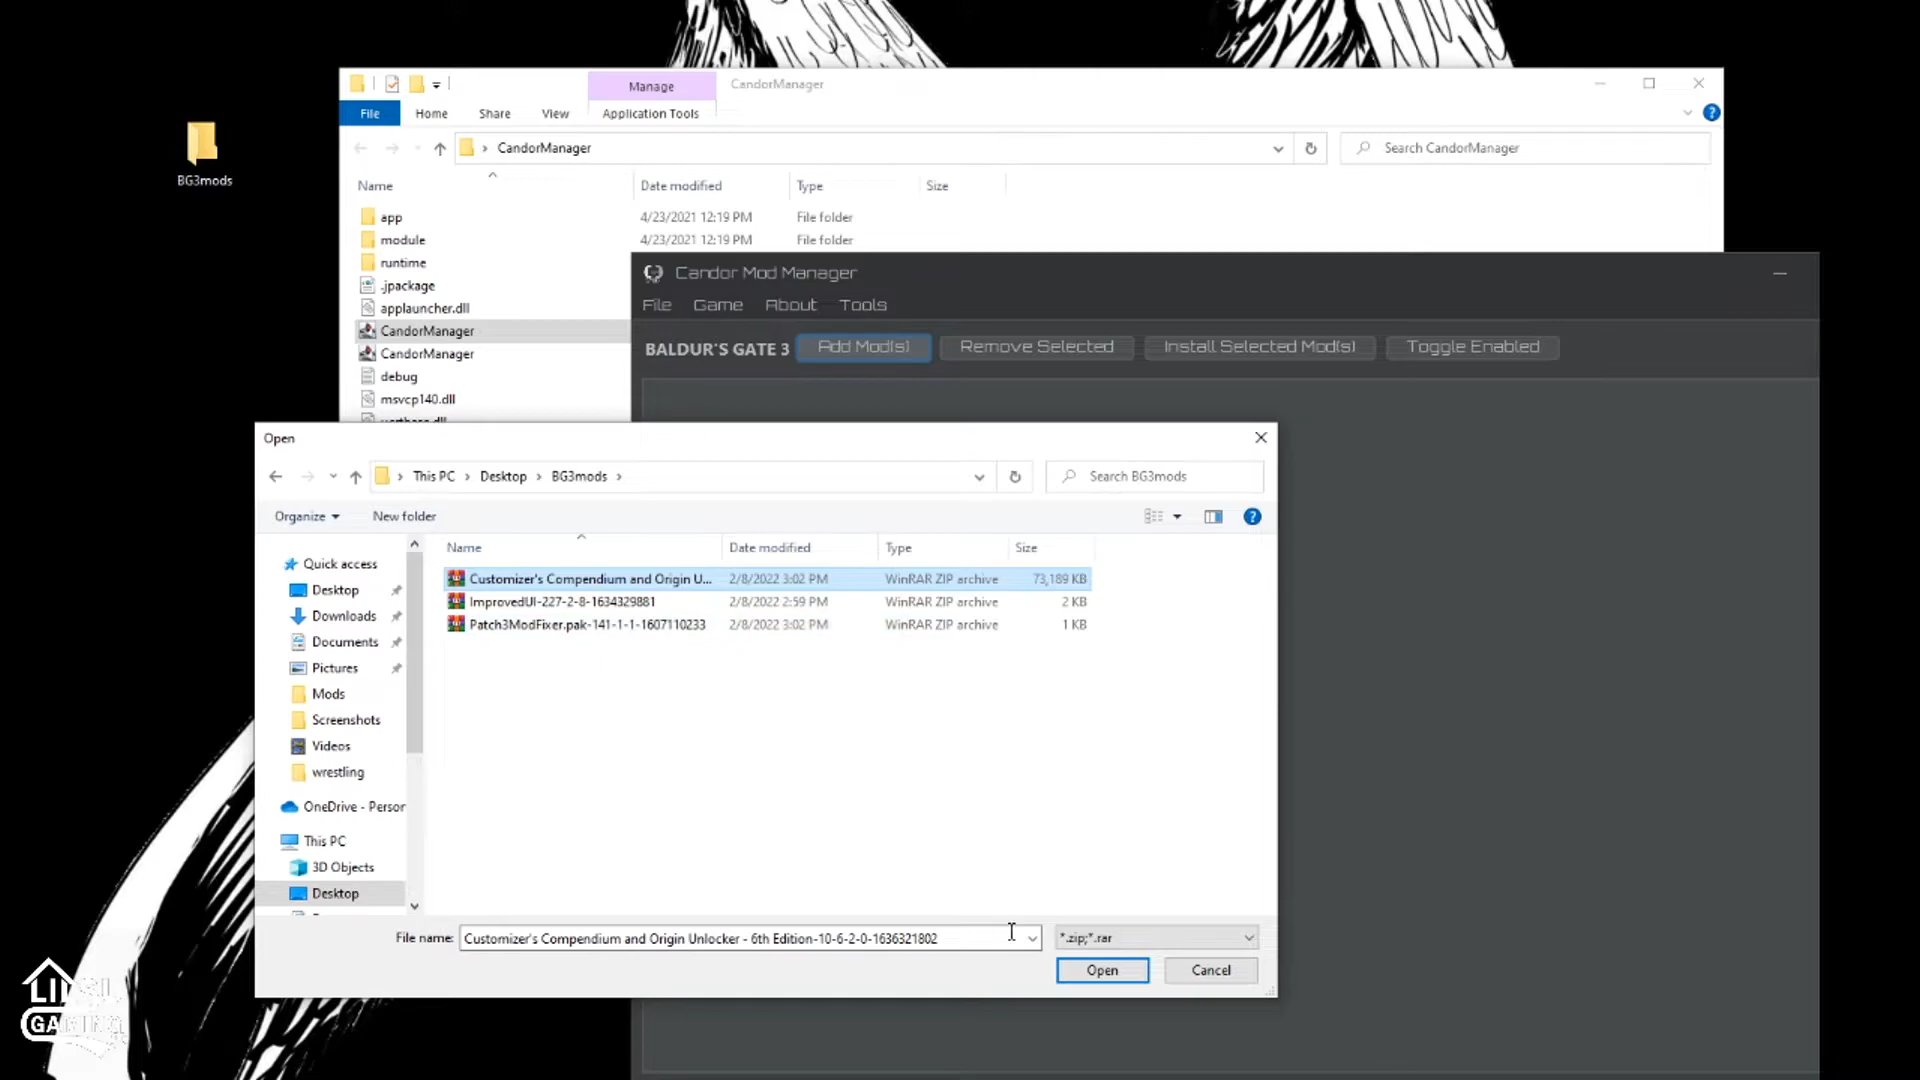 BG3mods
Manage
CandorManager
File
Home
Share
View
Application Tools
CandorManager
Search CandorManager
Name
Date modified
Type
Size
app
4/23/2021 12:19 PM
File folder
module
4/23/2021 12:19 PM
File folder
runtime
.jpackage
applauncher.dll
CandorManager
CandorManager
debug
msvcp140.dll
Candor Mod Manager
File
Game
About
Tools
BALDUR'S GATE 3
Add Mod(s)
Remove Selected
Install Selected Mod(s)
Toggle Enabled
Open
This PC > Desktop > BG3mods >
Search BG3mods
Organize
New folder
Name
Date modified
Type
Size
Quick access
Desktop
Downloads
Documents
Pictures
Mods
Screenshots
Videos
wrestling
OneDrive - Person
This PC
3D Objects
Desktop
Customizer's Compendium and Origin U...
2/8/2022 3:02 PM
WinRAR ZIP archive
73,189 KB
ImprovedUI-227-2-8-1634329881
2/8/2022 2:59 PM
WinRAR ZIP archive
2 KB
Patch3ModFixer.pak-141-1-1-1607110233
2/8/2022 3:02 PM
WinRAR ZIP archive
1 KB
File name:
Customizer's Compendium and Origin Unlocker - 6th Edition-10-6-2-0-1636321802
*.zip;*.rar
Open
Cancel
GAMING